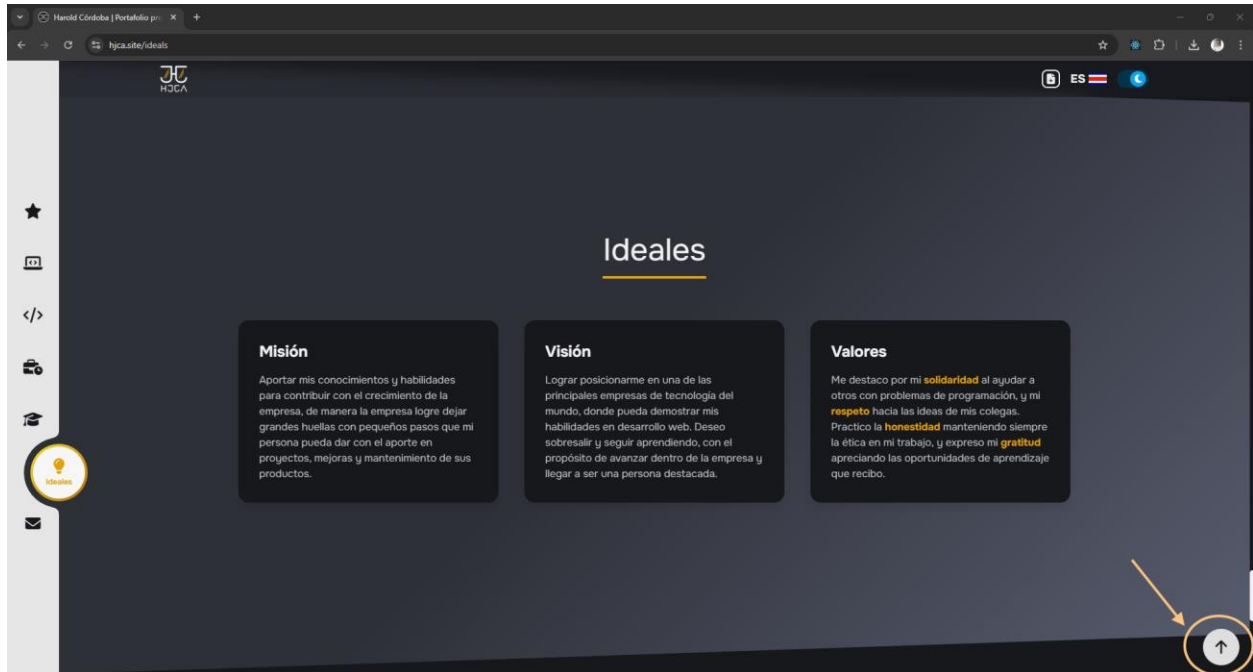 Harold Córdoba | Portafolio pro
hjca.site/ideals
HJCA
ES
Ideales
Misión
Aportar mis conocimientos y habilidades
para contribuir con el crecimiento de la
empresa, de manera la empresa logre dejar
grandes huellas con pequeños pasos que mi
persona pueda dar con el aporte en
proyectos, mejoras y mantenimiento de sus
productos.
Visión
Lograr posicionarme en una de las
principales empresas de tecnología del
mundo, donde pueda demostrar mis
habilidades en desarrollo web. Deseo
sobresalir y seguir aprendiendo, con el
propósito de avanzar dentro de la empresa y
llegar a ser una persona destacada.
Valores
Me destaco por mi solidaridad al ayudar a
otros con problemas de programación, y mi
respeto hacia las ideas de mis colegas.
Practico la honestidad manteniendo siempre
la ética en mi trabajo, y expreso mi gratitud
apreciando las oportunidades de aprendizaje
que recibo.
Ideales